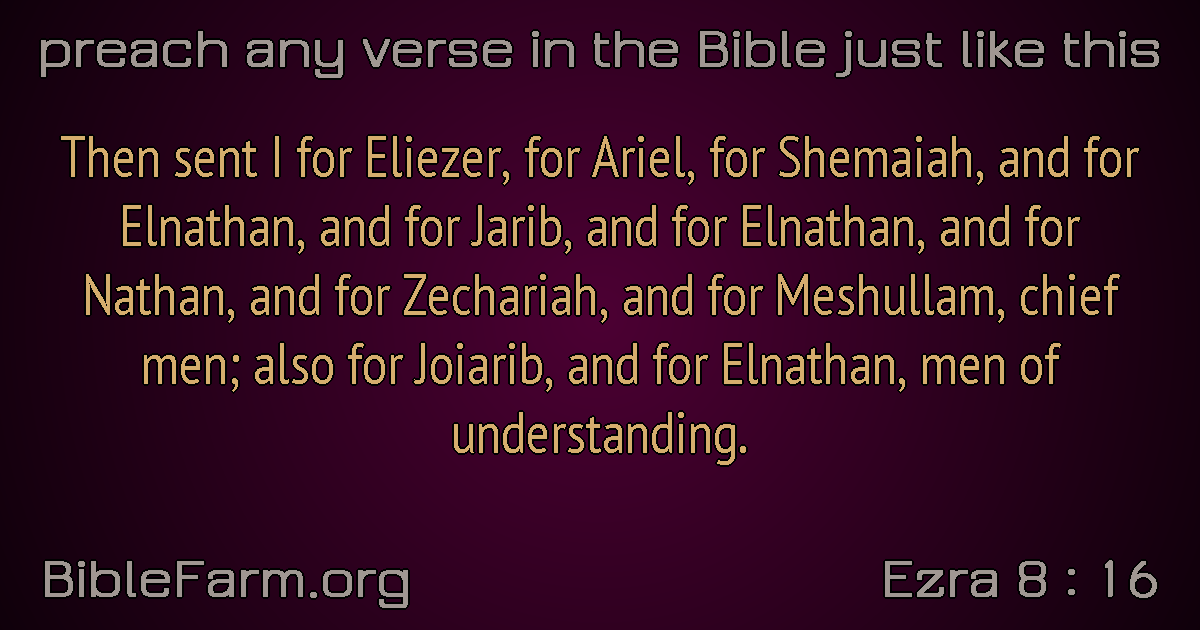 preach any verse in the Bible just like this
Then sent I for Eliezer, for Ariel, for Shemaiah, and for
Elnathan, and for Jarib, and for Elnathan, and for
Nathan, and for Zechariah, and for Meshullam, chief
men; also for Joiarib, and for Elnathan, men of
understanding.
BibleFarm.org
Ezra 8 : 16